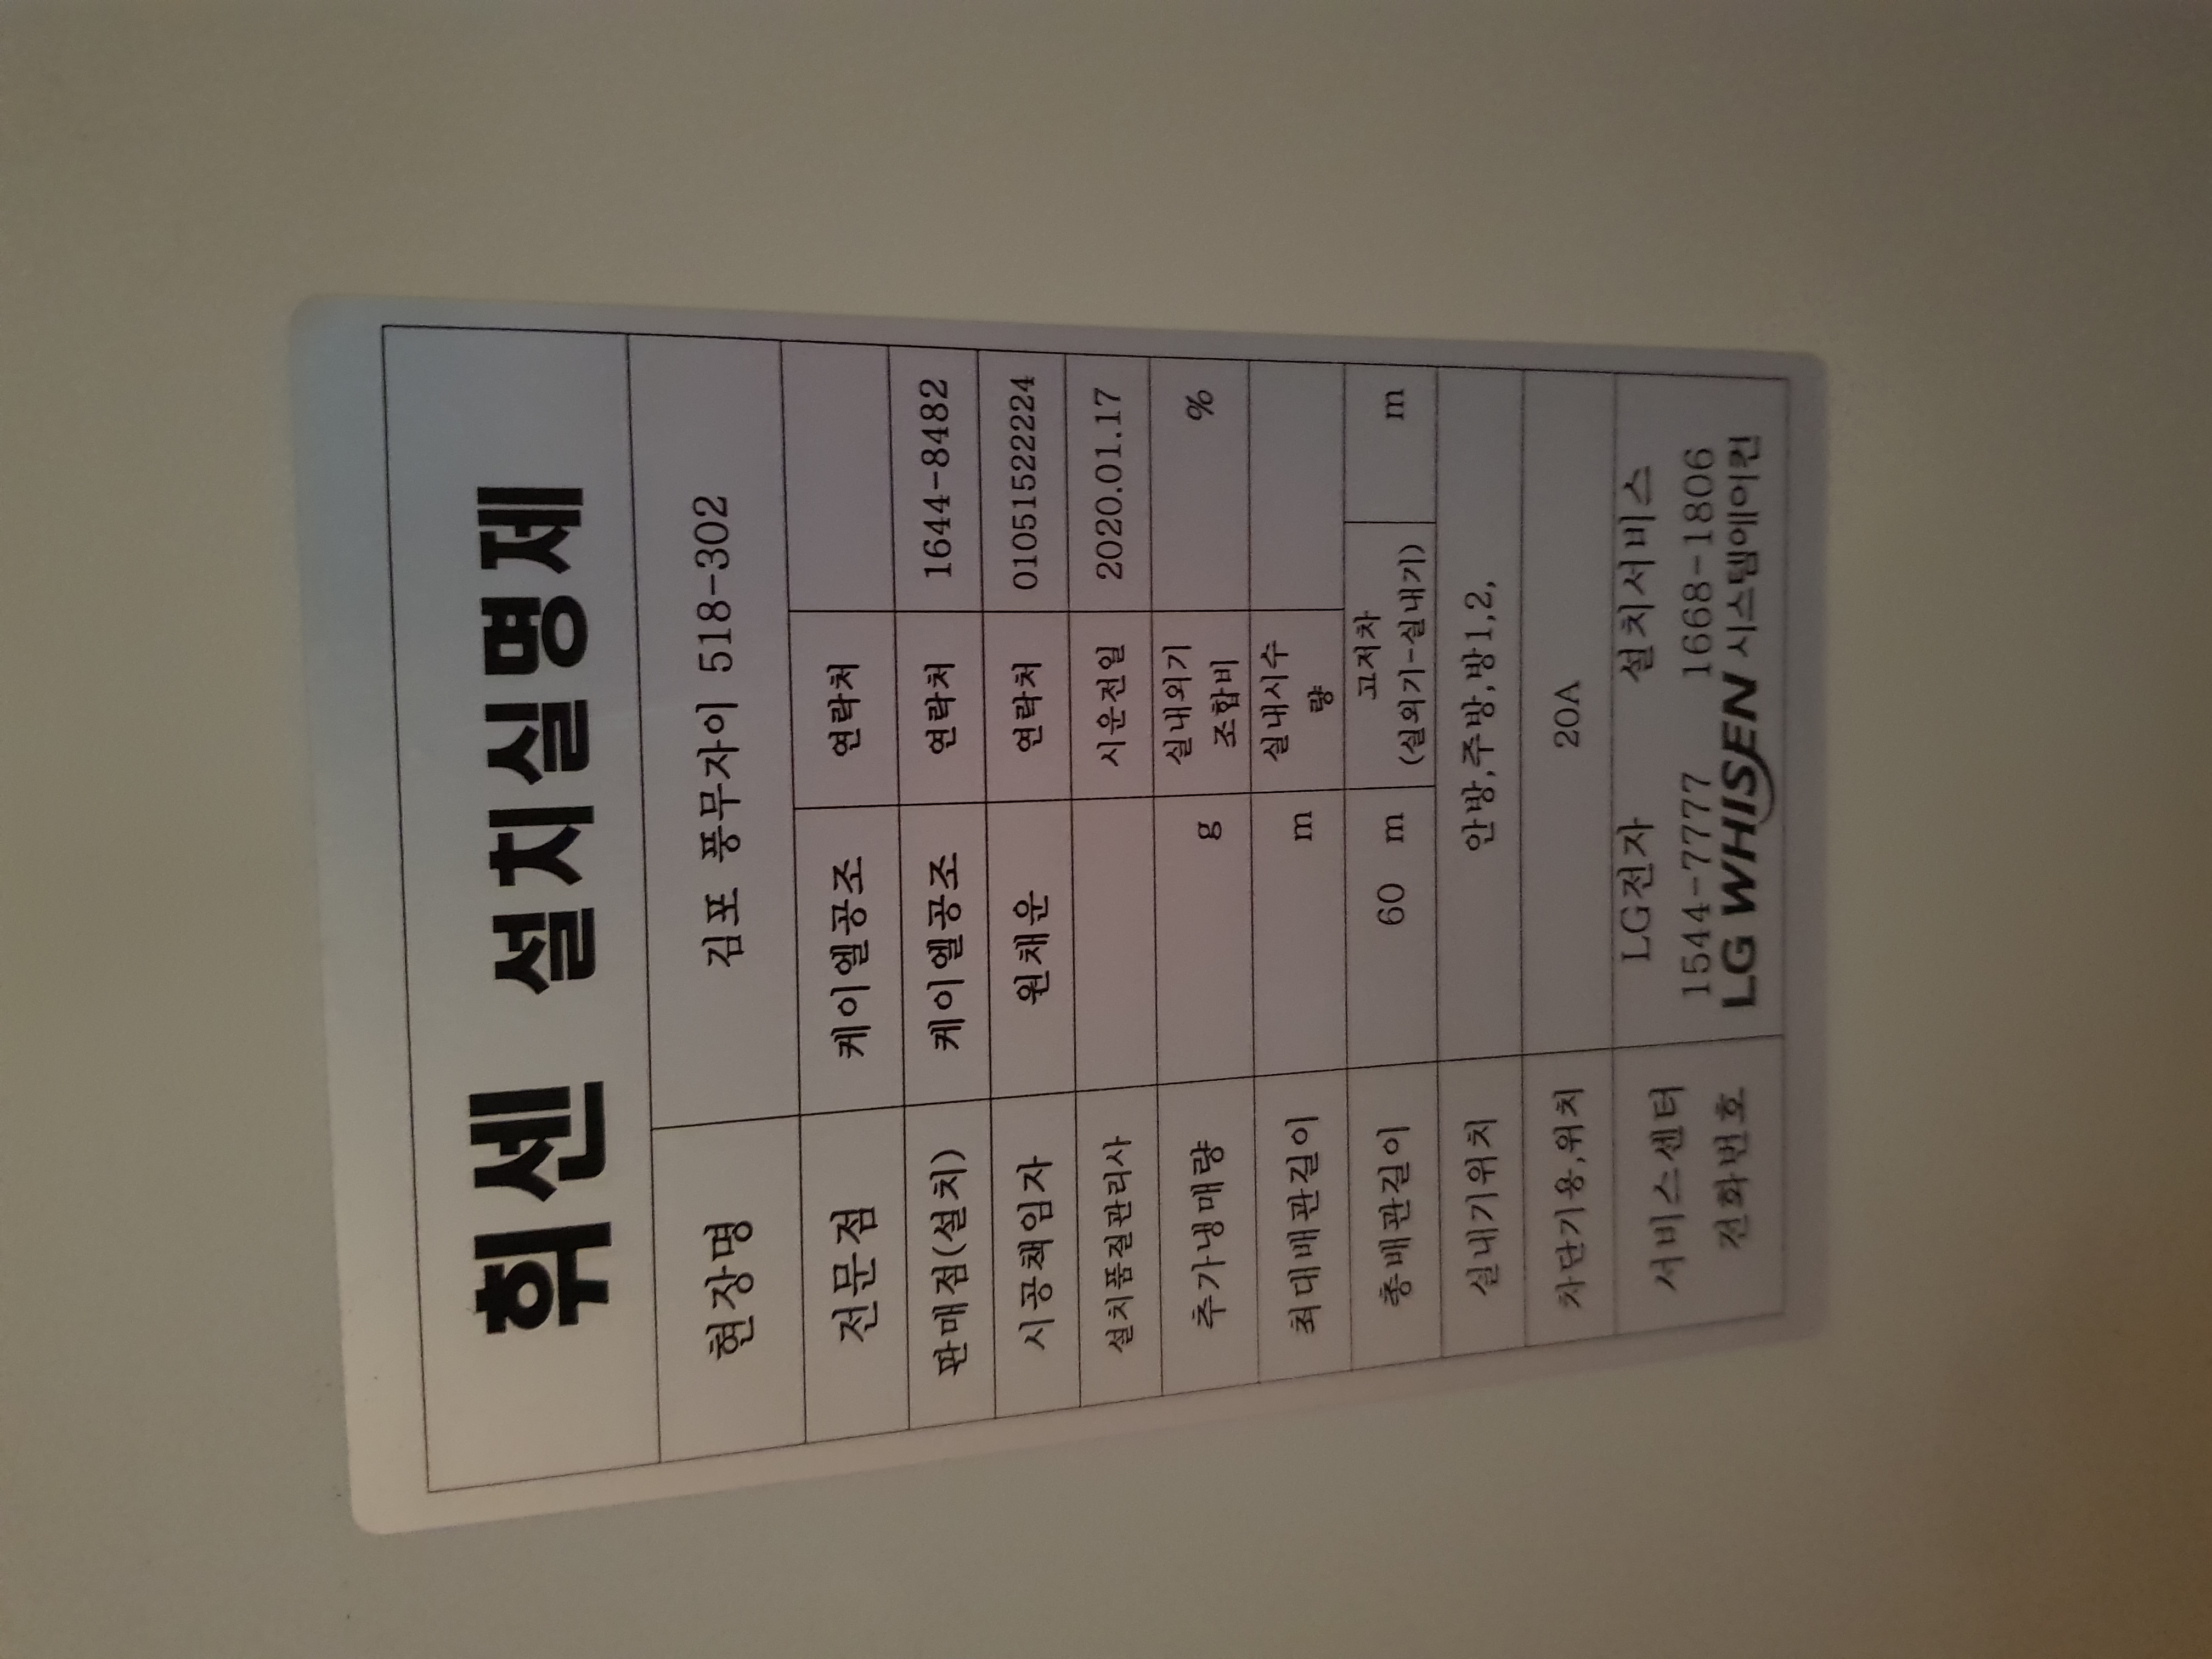 휘센 설치실명제
현장명 김포 풍무자이 518-302
전문점 케이엘공조 연락처
판매점(설치) 케이엘공조 연락처 1644-8482
시공책임자 원채운 연락처 01051522224
설치품질관리사 시운전일 2020.01.17
추가냉매량 g 실내외기
조합비 %
최대배관길이 m 실내시수
량
총배관길이 60 m 고저차
(실외기-실내기) m
실내기위치 안방,주방,방1,2,
차단기용,위치 20A
서비스센터
전화번호
LG전자 설치서비스
1544-7777 1668-1806
LG WHISEN 시스템에어컨